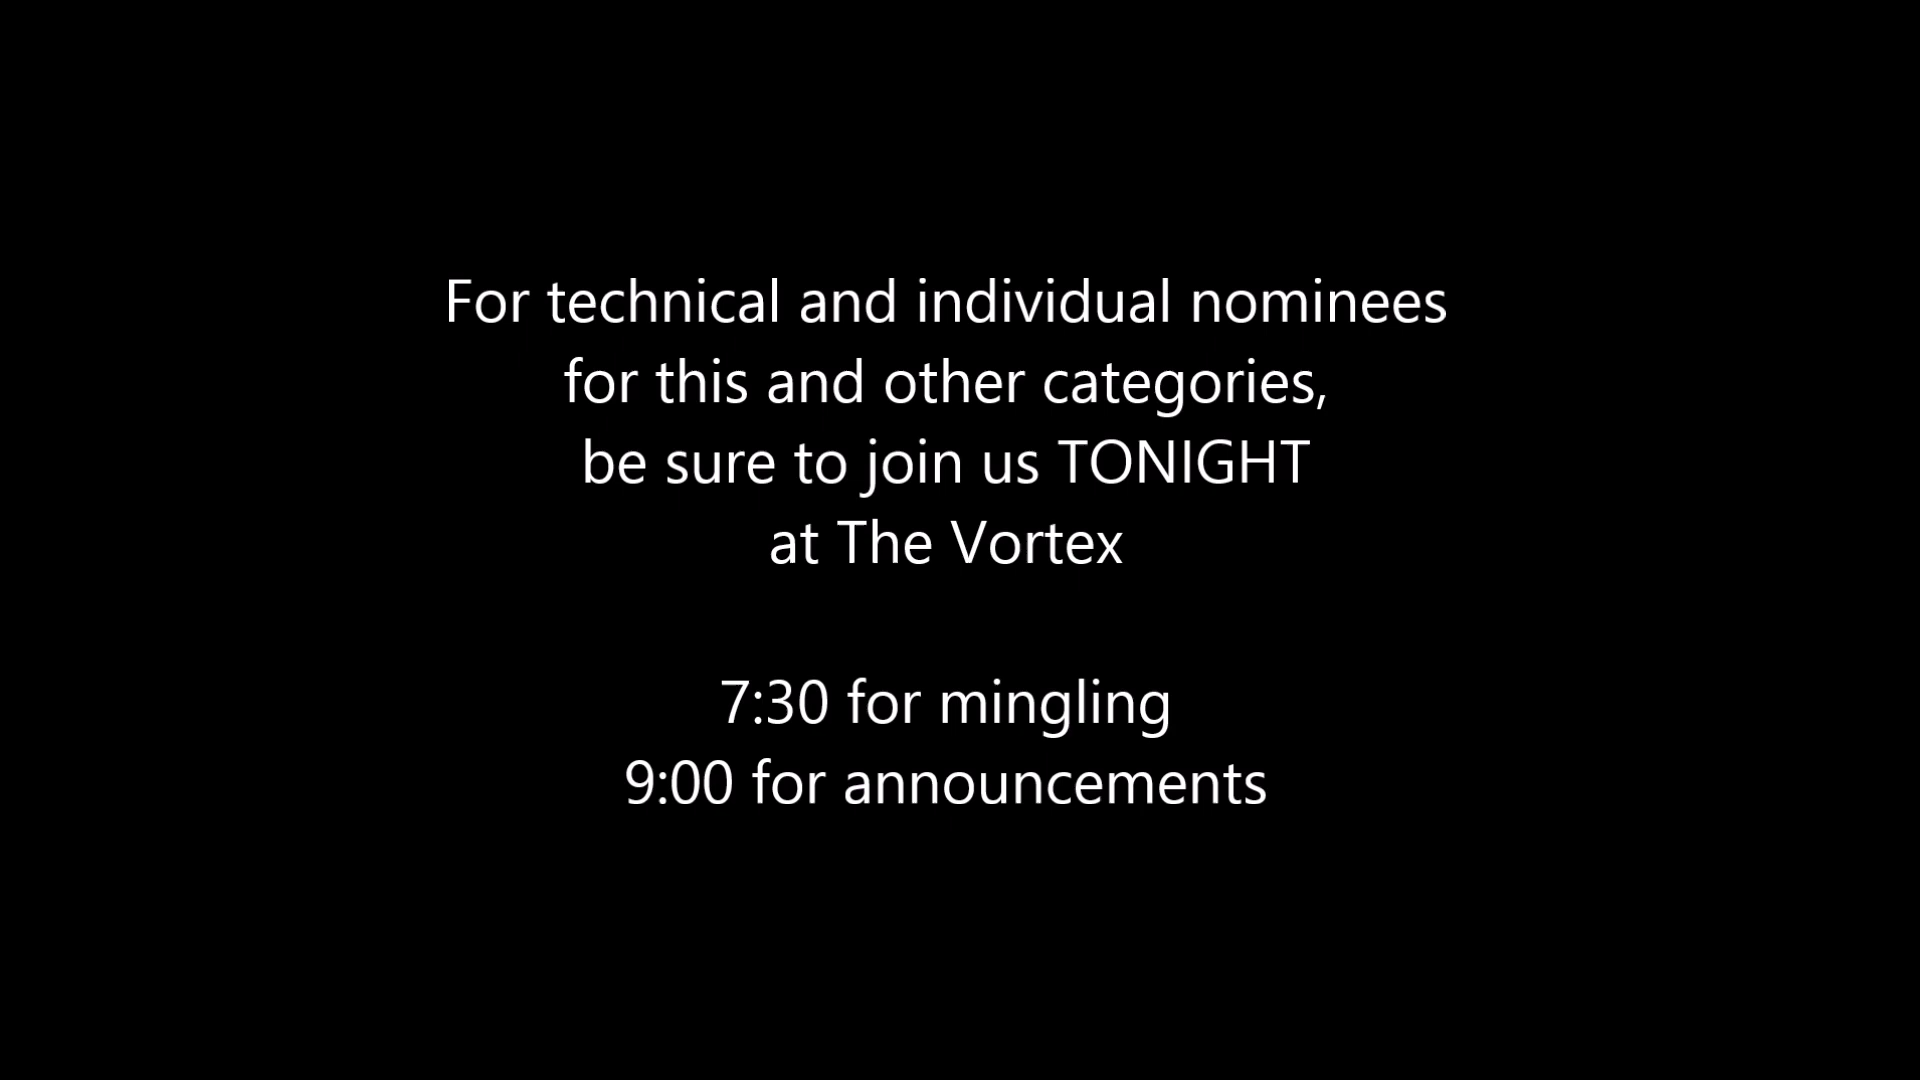 For technical and individual nominees
for this and other categories,
be sure to join us TONIGHT
at The Vortex
7:30 for mingling
9:00 for announcements